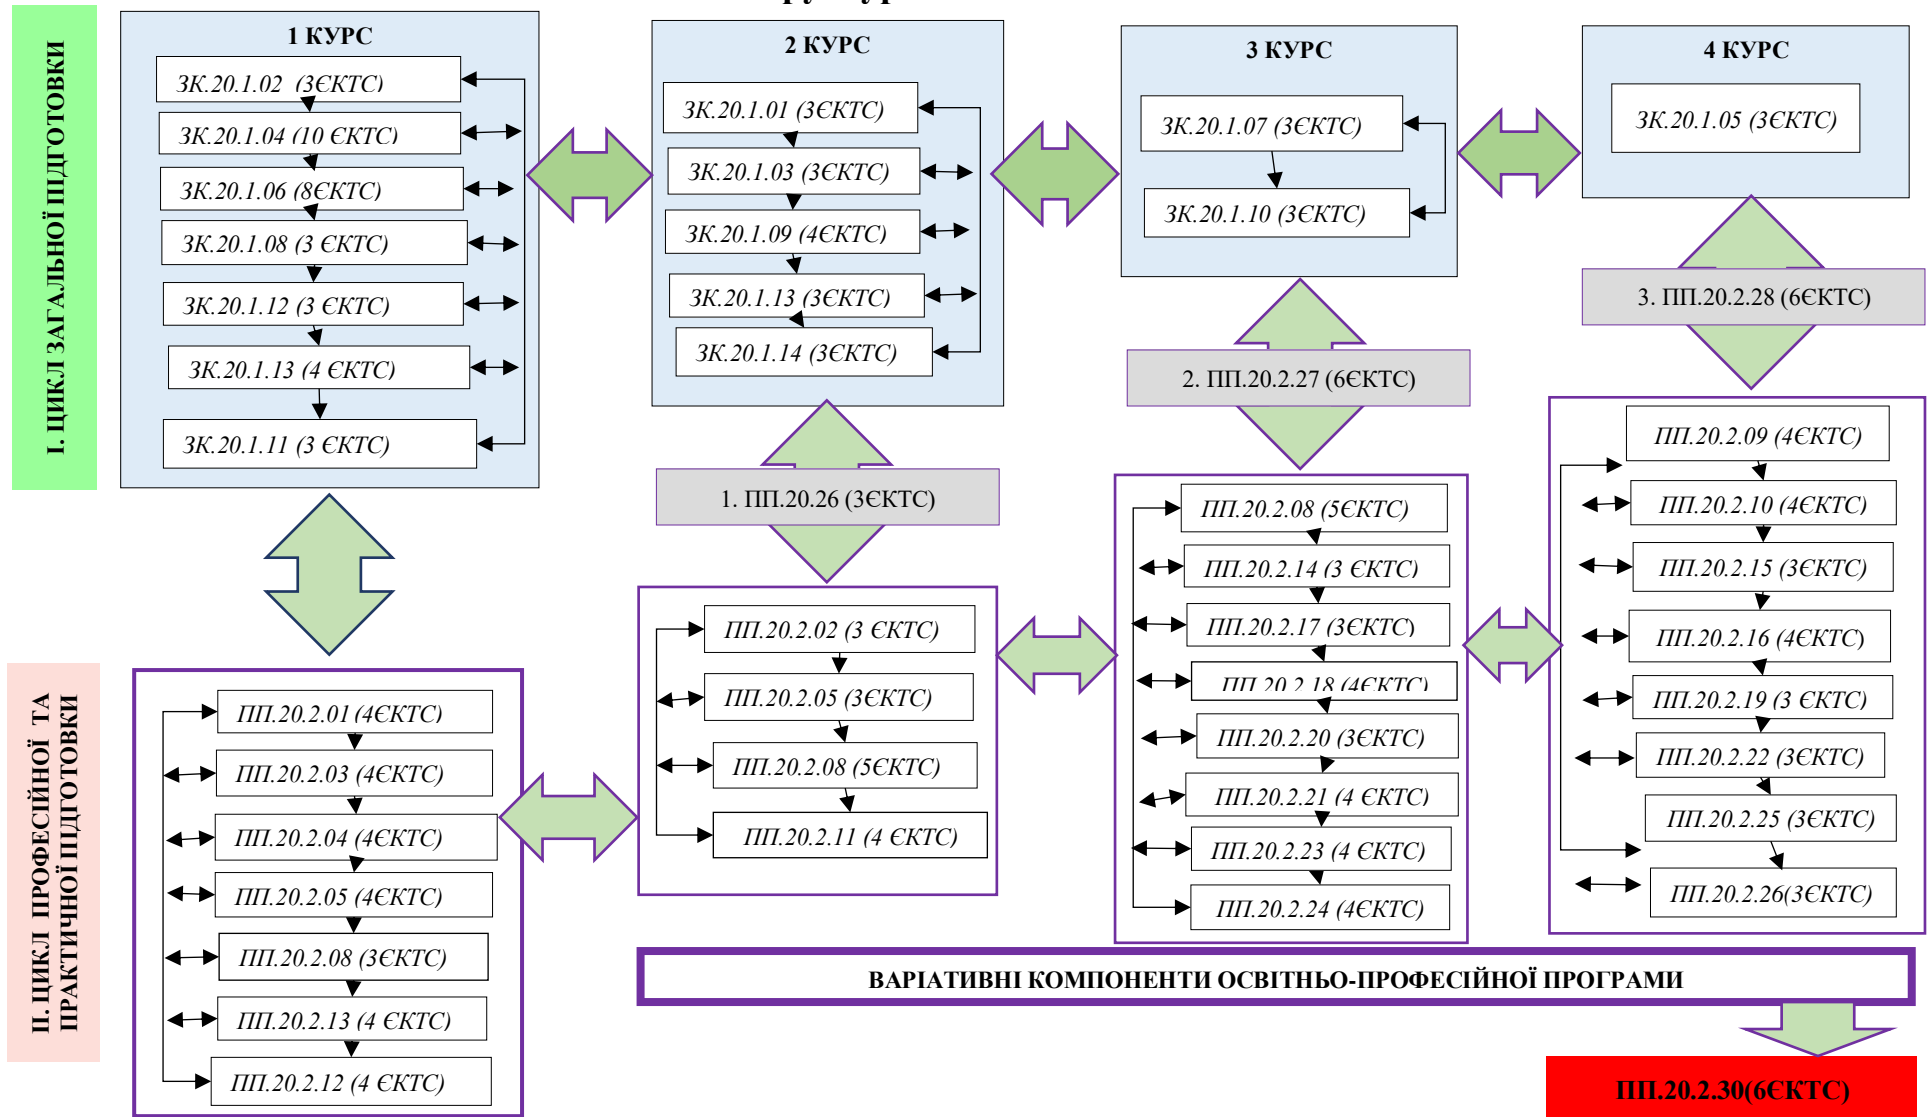 І. ЦИКЛ ЗАГАЛЬНОЇ ПІДГОТОВКИ
1 КУРС
ЗК.20.1.02 (3ЄКТС)
ЗК.20.1.04 (10 ЄКТС)
ЗК.20.1.06 (8ЄКТС)
ЗК.20.1.08 (3 ЄКТС)
ЗК.20.1.12 (3 ЄКТС)
ЗК.20.1.13 (4 ЄКТС)
ЗК.20.1.11 (3 ЄКТС)
2 КУРС
ЗК.20.1.01 (3ЄКТС)
ЗК.20.1.03 (3ЄКТС)
ЗК.20.1.09 (4ЄКТС)
ЗК.20.1.13 (3ЄКТС)
ЗК.20.1.14 (3ЄКТС)
3 КУРС
ЗК.20.1.07 (3ЄКТС)
ЗК.20.1.10 (3ЄКТС)
4 КУРС
ЗК.20.1.05 (3ЄКТС)
1. ПП.20.26 (3ЄКТС)
2. ПП.20.2.27 (6ЄКТС)
3. ПП.20.2.28 (6ЄКТС)
ІІ. ЦИКЛ ПРОФЕСІЙНОЇ ТА
ПРАКТИЧНОЇ ПІДГОТОВКИ
ПП.20.2.01 (4ЄКТС)
ПП.20.2.03 (4ЄКТС)
ПП.20.2.04 (4ЄКТС)
ПП.20.2.05 (4ЄКТС)
ПП.20.2.08 (3ЄКТС)
ПП.20.2.13 (4 ЄКТС)
ПП.20.2.12 (4 ЄКТС)
ПП.20.2.02 (3 ЄКТС)
ПП.20.2.05 (3ЄКТС)
ПП.20.2.08 (5ЄКТС)
ПП.20.2.11 (4 ЄКТС)
ПП.20.2.08 (5ЄКТС)
ПП.20.2.14 (3 ЄКТС)
ПП.20.2.17 (3ЄКТС)
ПП.20.2.18 (4ЄКТС)
ПП.20.2.20 (3ЄКТС)
ПП.20.2.21 (4 ЄКТС)
ПП.20.2.23 (4 ЄКТС)
ПП.20.2.24 (4ЄКТС)
ПП.20.2.09 (4ЄКТС)
ПП.20.2.10 (4ЄКТС)
ПП.20.2.15 (3ЄКТС)
ПП.20.2.16 (4ЄКТС)
ПП.20.2.19 (3 ЄКТС)
ПП.20.2.22 (3ЄКТС)
ПП.20.2.25 (3ЄКТС)
ПП.20.2.26(3ЄКТС)
ВАРІАТИВНІ КОМПОНЕНТИ ОСВІТНЬО-ПРОФЕСІЙНОЇ ПРОГРАМИ
ПП.20.2.30(6ЄКТС)